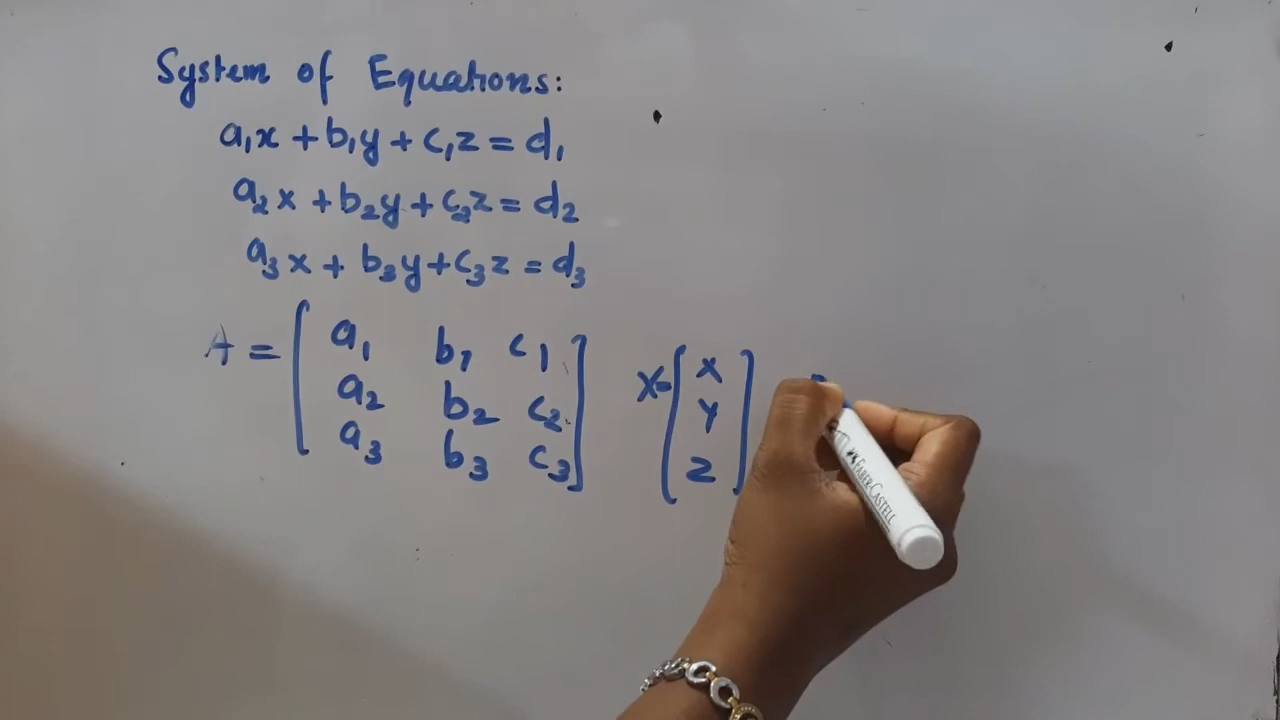 System of Equations:
a₁x + b₁y + c₁z = d₁
a₂x + b₂y + c₂z = d₂
a₃x + b₃y + c₃z = d₃
A = [ a₁ b₁ c₁ X = [ x
a₂ b₂ c₂ y
a₃ b₃ c₃ ] z ]
FABER-CASTELL